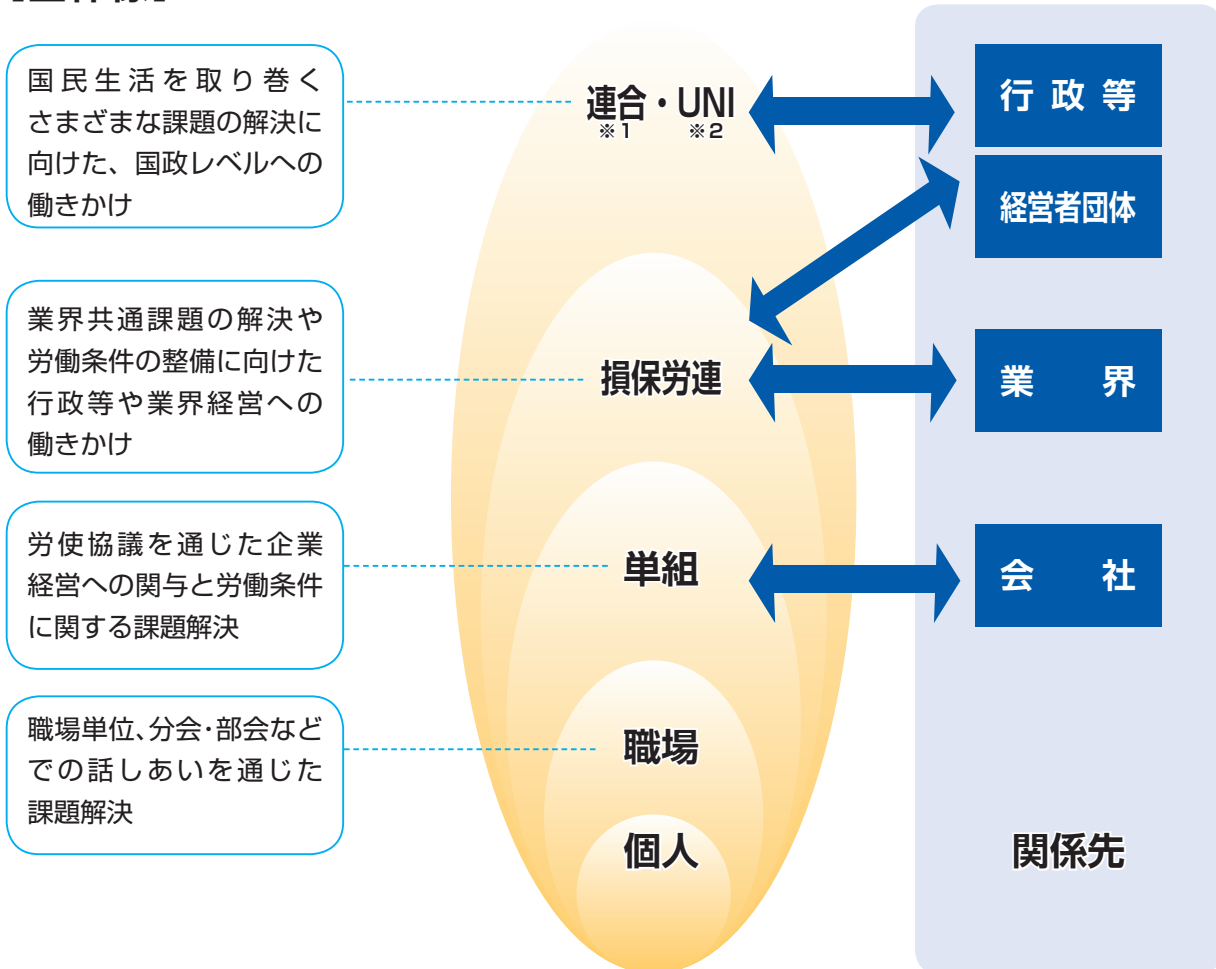 国民生活を取り巻く
さまざまな課題の解決に
向けた、国政レベルへの
働きかけ
連合・UNI
※1 ※2
行政等
経営者団体
業界共通課題の解決や
労働条件の整備に向けた
行政等や業界経営への
働きかけ
損保労連
業界
労使協議を通じた企業
経営への関与と労働条件
に関する課題解決
単組
会社
職場単位、分会・部会など
での話しあいを通じた
課題解決
職場
個人
関係先